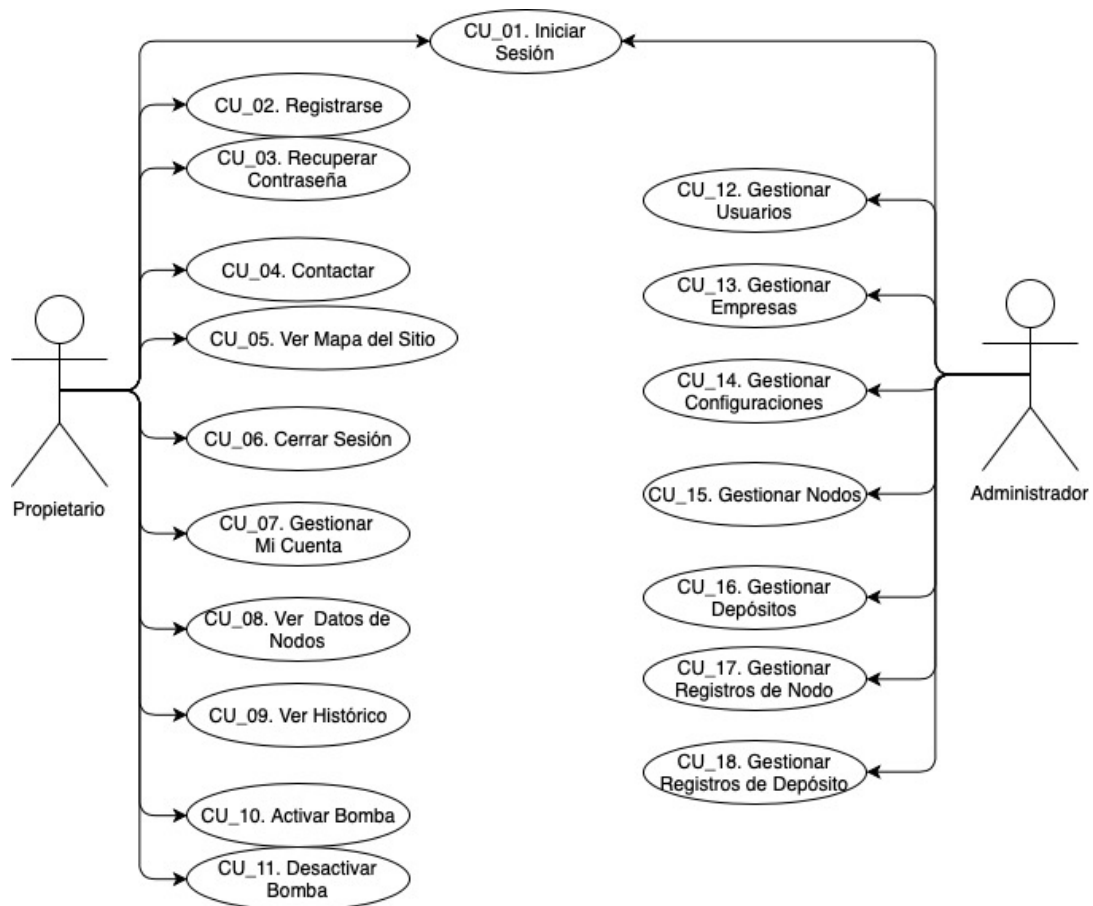 CU_01. Iniciar
Sesión
CU_02. Registrarse
CU_03. Recuperar
Contraseña
CU_04. Contactar
CU_05. Ver Mapa del Sitio
CU_06. Cerrar Sesión
Propietario
CU_07. Gestionar
Mi Cuenta
CU_08. Ver Datos de
Nodos
CU_09. Ver Histórico
CU_10. Activar Bomba
CU_11. Desactivar
Bomba
CU_12. Gestionar
Usuarios
CU_13. Gestionar
Empresas
CU_14. Gestionar
Configuraciones
CU_15. Gestionar Nodos
Administrador
CU_16. Gestionar
Depósitos
CU_17. Gestionar
Registros de Nodo
CU_18. Gestionar
Registros de Depósito